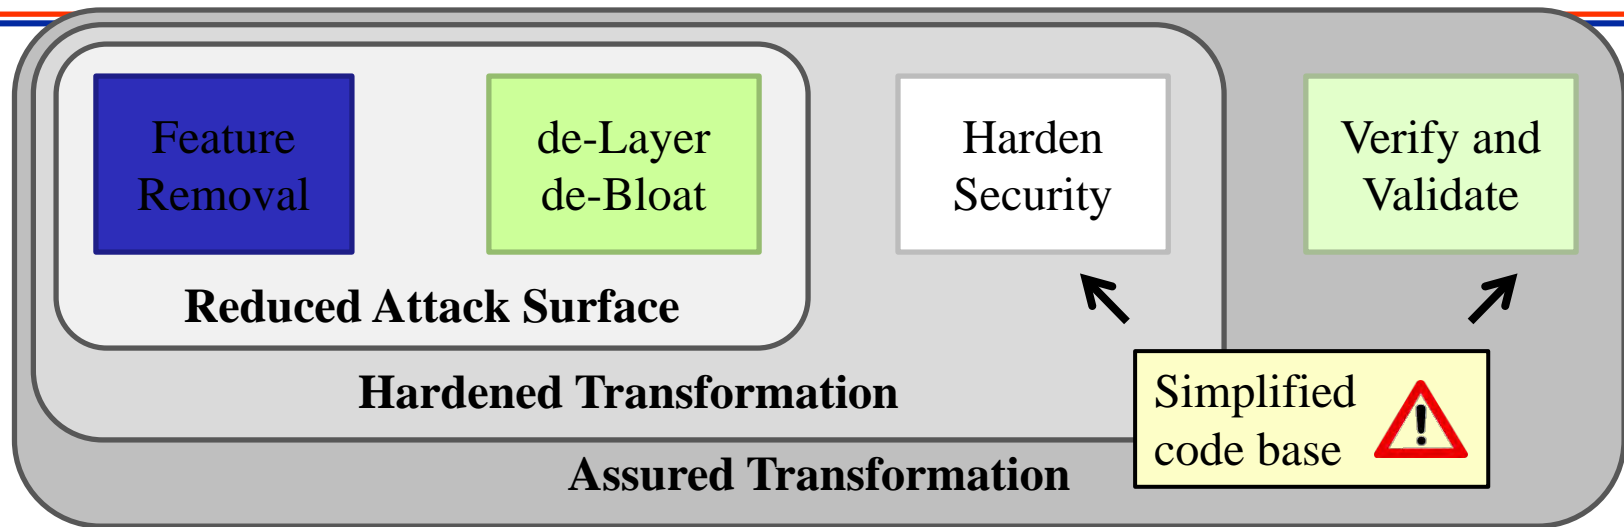 Feature
Removal
de-Layer
de-Bloat
Harden
Security
Verify and
Validate
Reduced Attack Surface
Hardened Transformation
Simplified
code base
Assured Transformation